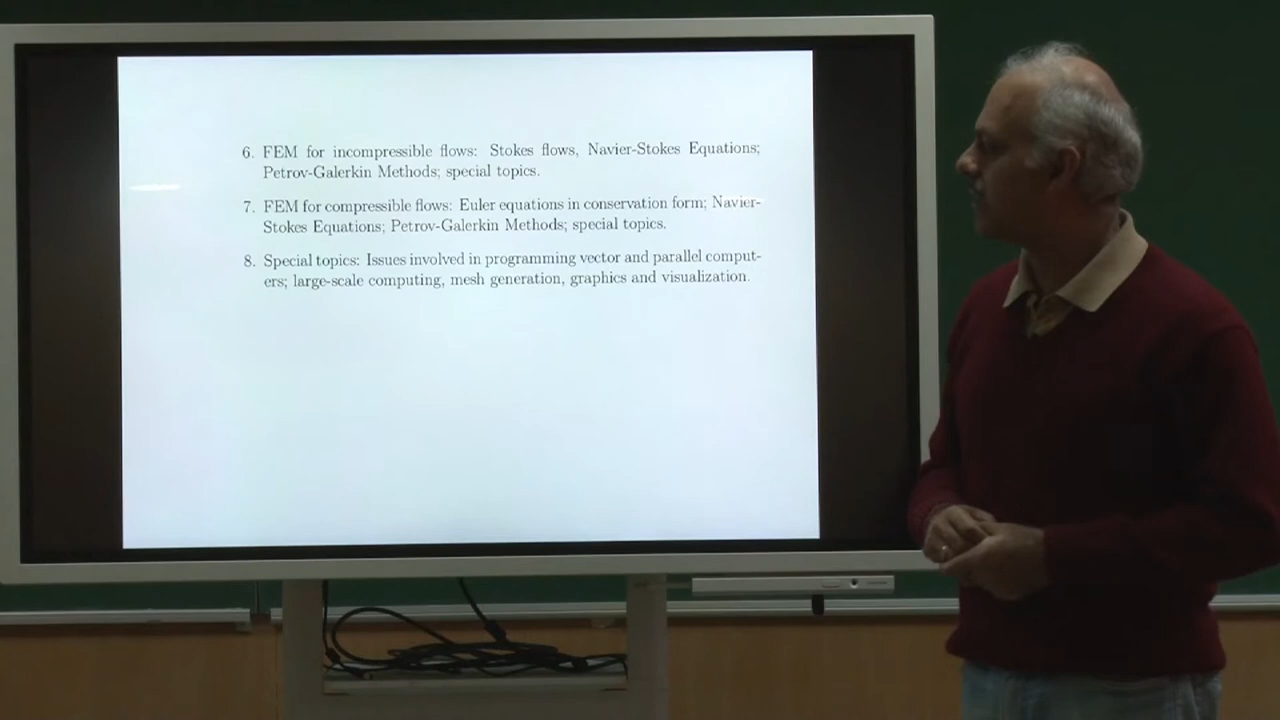 6. FEM for incompressible flows: Stokes flows, Navier-Stokes Equations;
Petrov-Galerkin Methods; special topics.
7. FEM for compressible flows: Euler equations in conservation form; Navier-
Stokes Equations; Petrov-Galerkin Methods; special topics.
8. Special topics: Issues involved in programming vector and parallel comput-
ers; large-scale computing, mesh generation, graphics and visualization.